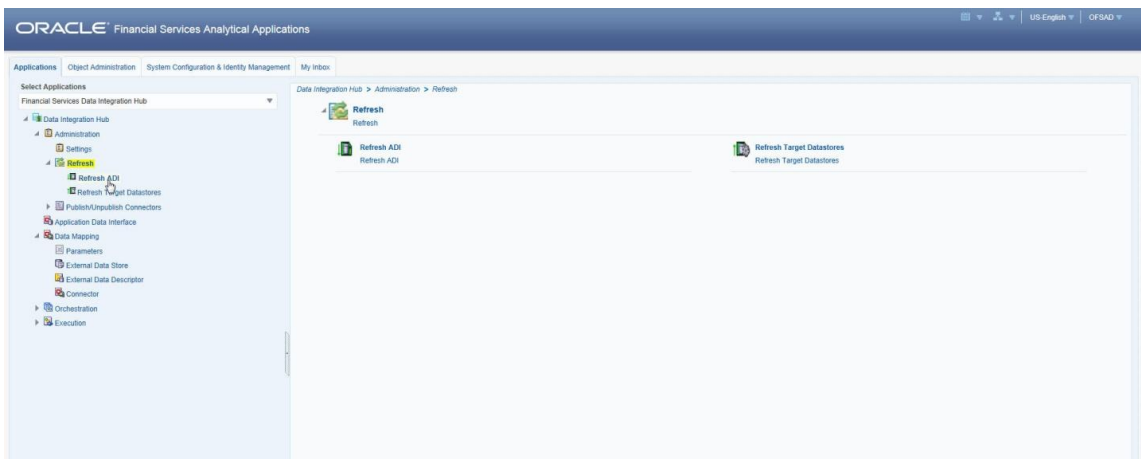 ORACLE Financial Services Analytical Applications
US-English
OFSAD
Applications
Object Administration
System Configuration & Identity Management
My Inbox
Select Applications
Financial Services Data Integration Hub
Data Integration Hub
Administration
Settings
Refresh
Refresh ADI
Refresh Target Datastores
Publish/Unpublish Connectors
Application Data Interface
Data Mapping
Parameters
External Data Store
External Data Descriptor
Connector
Orchestration
Execution
Data Integration Hub > Administration > Refresh
Refresh
Refresh
Refresh ADI
Refresh ADI
Refresh Target Datastores
Refresh Target Datastores